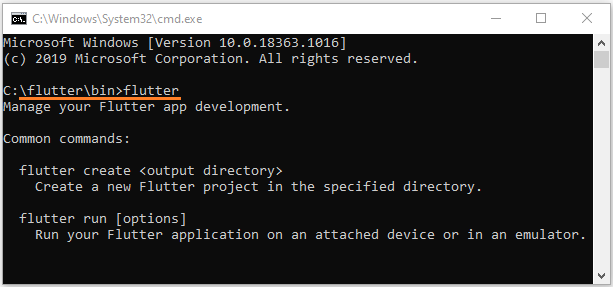 C:\Windows\System32\cmd.exe
Microsoft Windows [Version 10.0.18363.1016]
(c) 2019 Microsoft Corporation. All rights reserved.
C:\flutter\bin>flutter
Manage your Flutter app development.
Common commands:
flutter create <output directory>
Create a new Flutter project in the specified directory.
flutter run [options]
Run your Flutter application on an attached device or in an emulator.